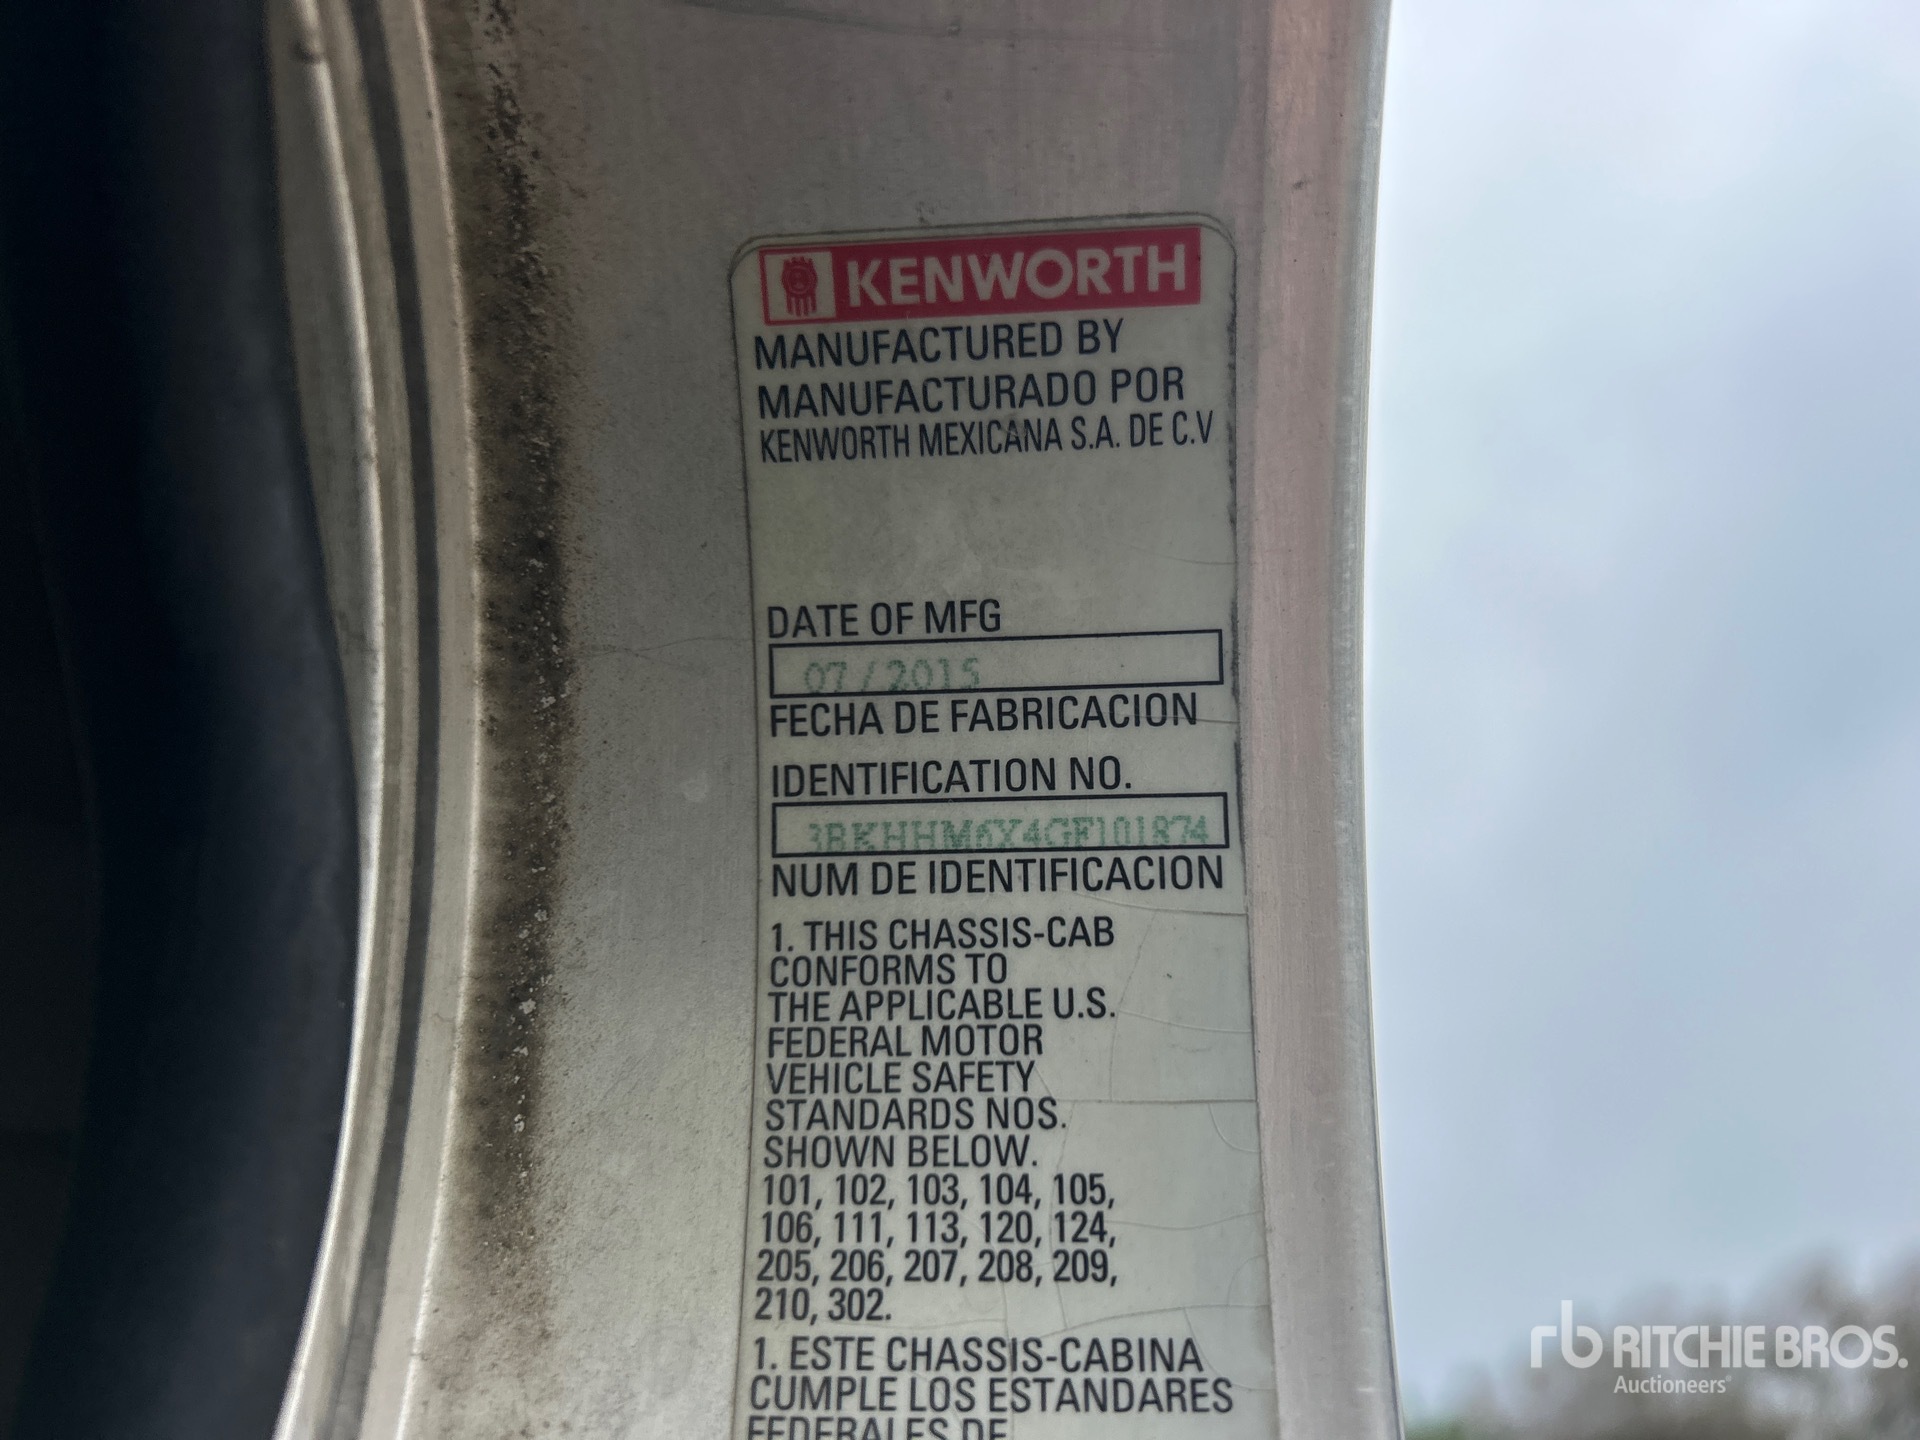 KENWORTH
MANUFACTURED BY
MANUFACTURADO POR
KENWORTH MEXICANA S.A. DE C.V
DATE OF MFG
07/2015
FECHA DE FABRICACION
IDENTIFICATION NO.
3BKHHM6X4GF101874
NUM DE IDENTIFICACION
1. THIS CHASSIS-CAB
CONFORMS TO
THE APPLICABLE U.S.
FEDERAL MOTOR
VEHICLE SAFETY
STANDARDS NOS.
SHOWN BELOW.
101, 102, 103, 104, 105,
106, 111, 113, 120, 124,
205, 206, 207, 208, 209,
210, 302.
1. ESTE CHASSIS-CABINA
CUMPLE LOS ESTANDARES
FEDERALES DE
rb RITCHIE BROS.
Auctioneers